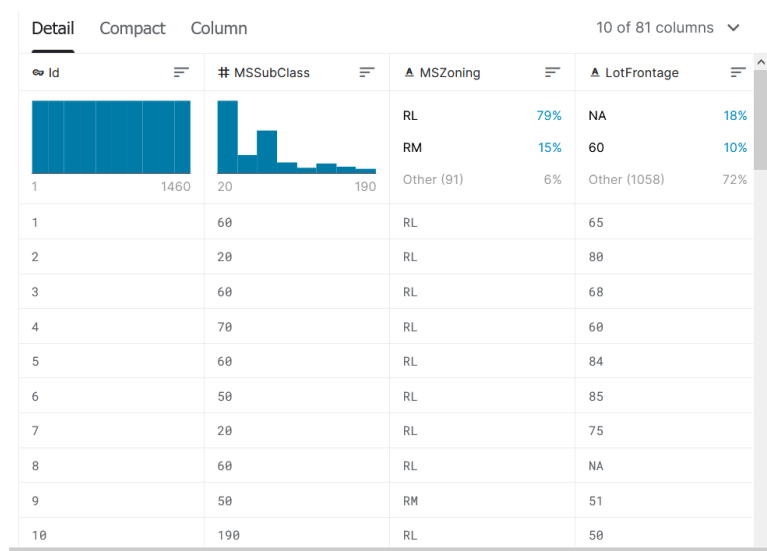 Detail Compact Column 10 of 81 columns
Id # MSSubClass A MSZoning A LotFrontage
RL 79% NA 18%
RM 15% 60 10%
Other (91) 6% Other (1058) 72%
1 1460 20 190
1 60 RL 65
2 20 RL 80
3 60 RL 68
4 70 RL 60
5 60 RL 84
6 50 RL 85
7 20 RL 75
8 60 RL NA
9 50 RM 51
10 190 RL 50